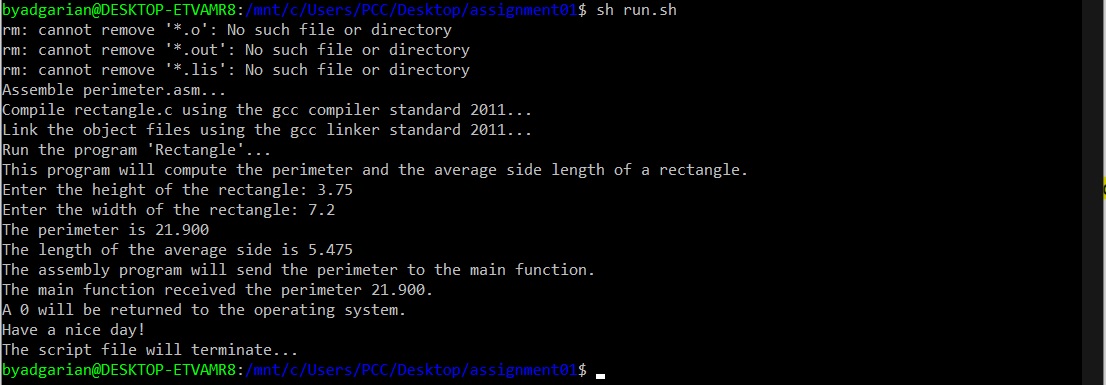 byadgarian@DESKTOP-ETVAMR8:/mnt/c/Users/PCC/Desktop/assignment01$ sh run.sh
rm: cannot remove '*.o': No such file or directory
rm: cannot remove '*.out': No such file or directory
rm: cannot remove '*.lis': No such file or directory
Assemble perimeter.asm...
Compile rectangle.c using the gcc compiler standard 2011...
Link the object files using the gcc linker standard 2011...
Run the program 'Rectangle'...
This program will compute the perimeter and the average side length of a rectangle.
Enter the height of the rectangle: 3.75
Enter the width of the rectangle: 7.2
The perimeter is 21.900
The length of the average side is 5.475
The assembly program will send the perimeter to the main function.
The main function received the perimeter 21.900.
A 0 will be returned to the operating system.
Have a nice day!
The script file will terminate...
byadgarian@DESKTOP-ETVAMR8:/mnt/c/Users/PCC/Desktop/assignment01$